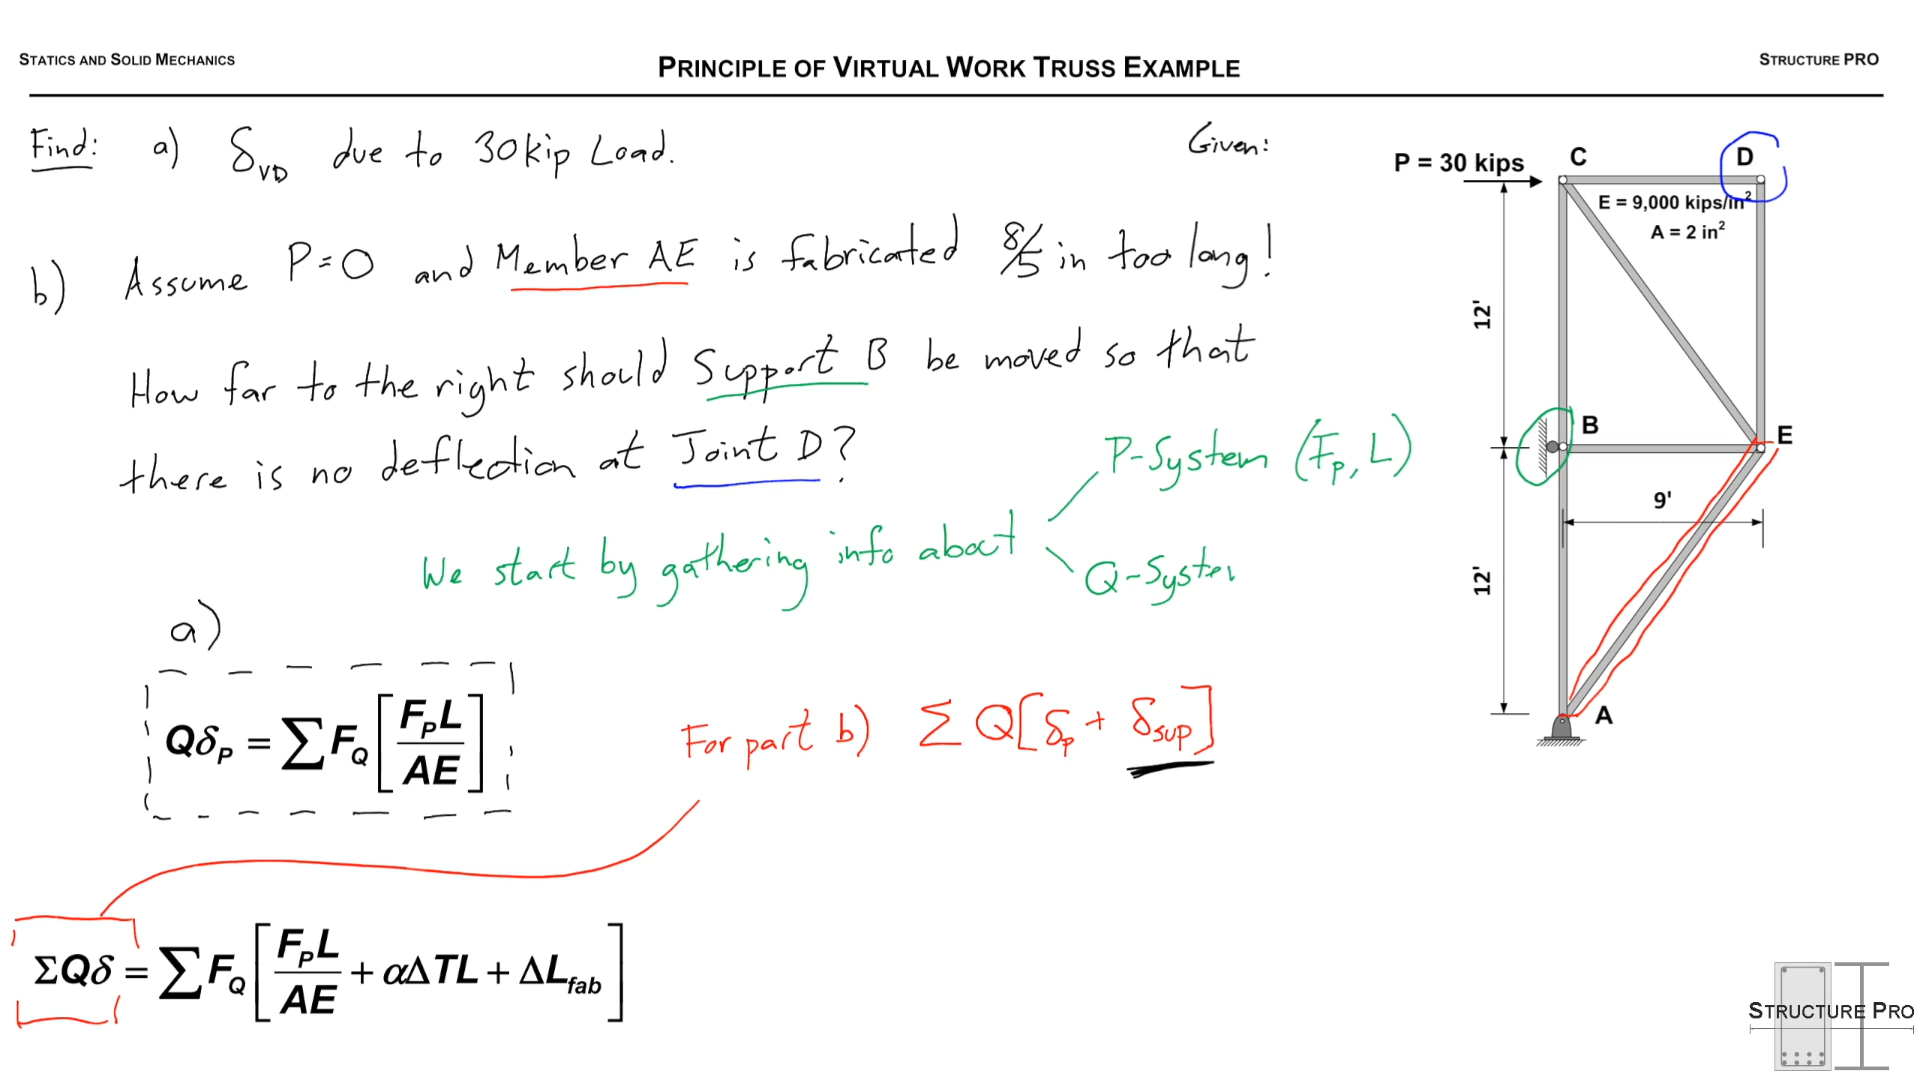 STATICS AND SOLID MECHANICS
PRINCIPLE OF VIRTUAL WORK TRUSS EXAMPLE
STRUCTURE PRO
Find: a) δVD due to 30kip Load.
Given:
b) Assume P=0 and Member AE is fabricated 8/5 in too long!
How far to the right should Support B be moved so that
there is no deflection at Joint D?
We start by gathering info about
P-System (Fp, L)
Q-System
a)
QδP = ∑FQ[FPL/AE]
For part b) ΣQ[δp + δsup]
ΣQδ = ∑FQ[FPL/AE + αΔTL + ΔLfab]
P = 30 kips
C
D
E = 9,000 kips/in²
A = 2 in²
12'
B
E
9'
12'
A
STRUCTURE PRO